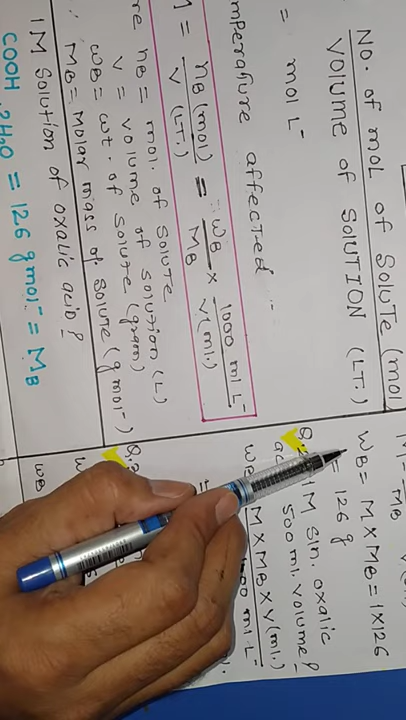 No. of mol of Solute (mol
Volume of Solution (LT.)
= mol L⁻
mperature affected
M = nB (mol) / V (LT.) = WB / MB × 1000 ml L⁻ / V (ml.)
re nB = mol. of Solute
V = volume of Solution (L)
WB = wt. of Solute (gram)
MB = Molar mass of Solute (g mol⁻)
1M Solution of oxalic acid?
COOH .2H2O = 126 g mol⁻ = MB
MB
WB = M × MB = 1×126
= 126 g
M Sln. oxalic
500 ml. volume?
M × MB × V (ml.)
ml L⁻
WB